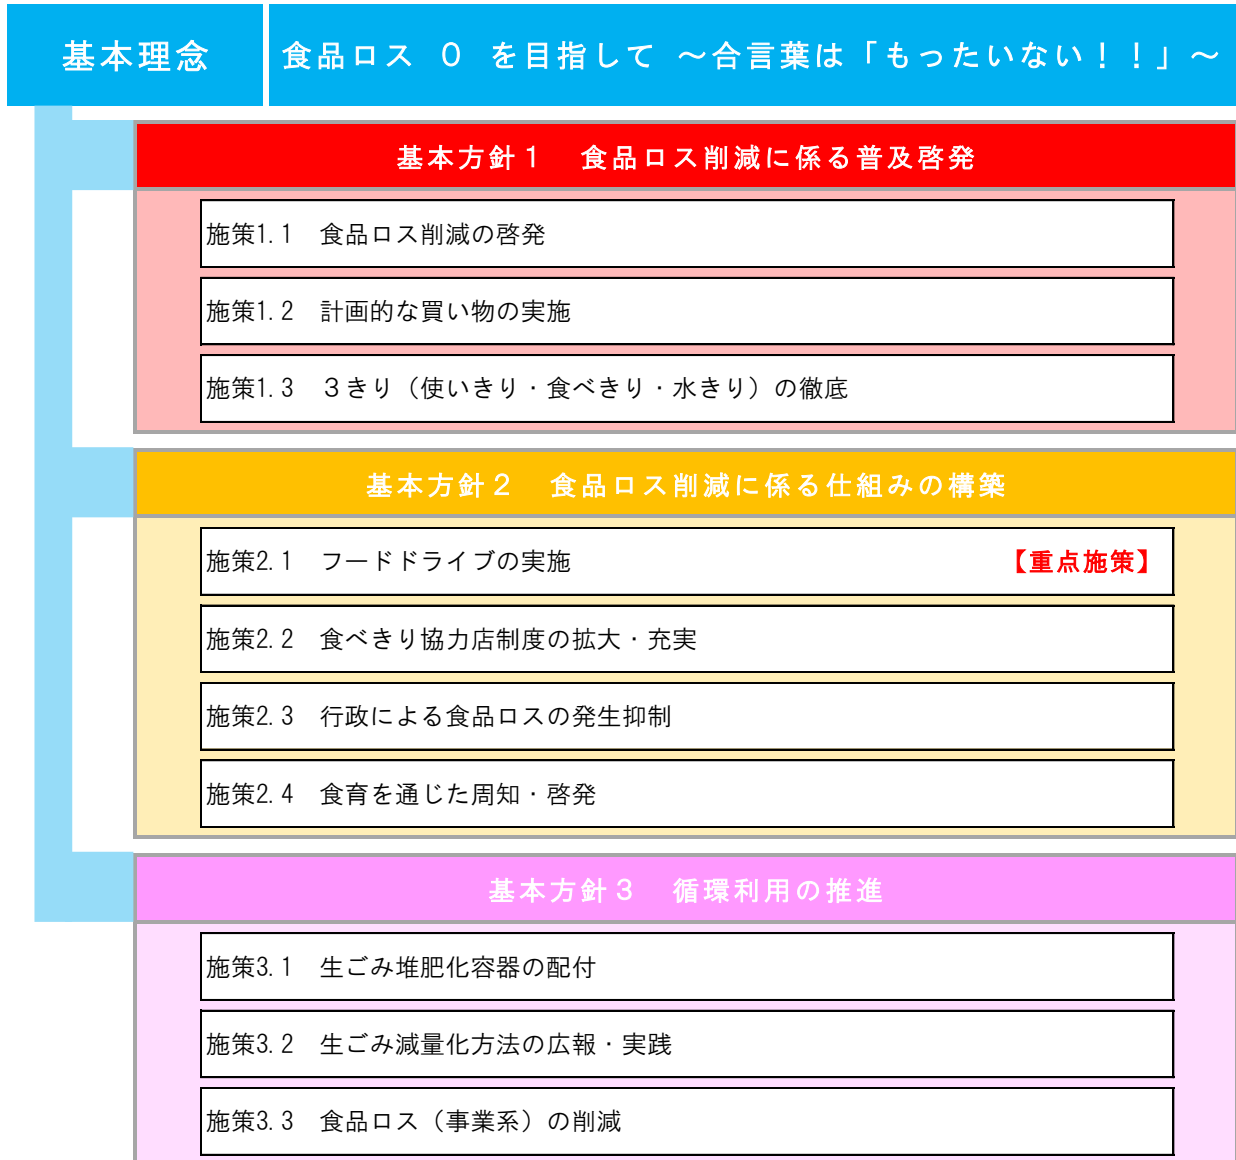 基本理念
食品ロス 0 を目指して ～合言葉は「もったいない！！」～
基本方針１　食品ロス削減に係る普及啓発
施策1.1　食品ロス削減の啓発
施策1.2　計画的な買い物の実施
施策1.3　３きり（使いきり・食べきり・水きり）の徹底
基本方針２　食品ロス削減に係る仕組みの構築
施策2.1　フードドライブの実施　【重点施策】
施策2.2　食べきり協力店制度の拡大・充実
施策2.3　行政による食品ロスの発生抑制
施策2.4　食育を通じた周知・啓発
基本方針３　循環利用の推進
施策3.1　生ごみ堆肥化容器の配付
施策3.2　生ごみ減量化方法の広報・実践
施策3.3　食品ロス（事業系）の削減